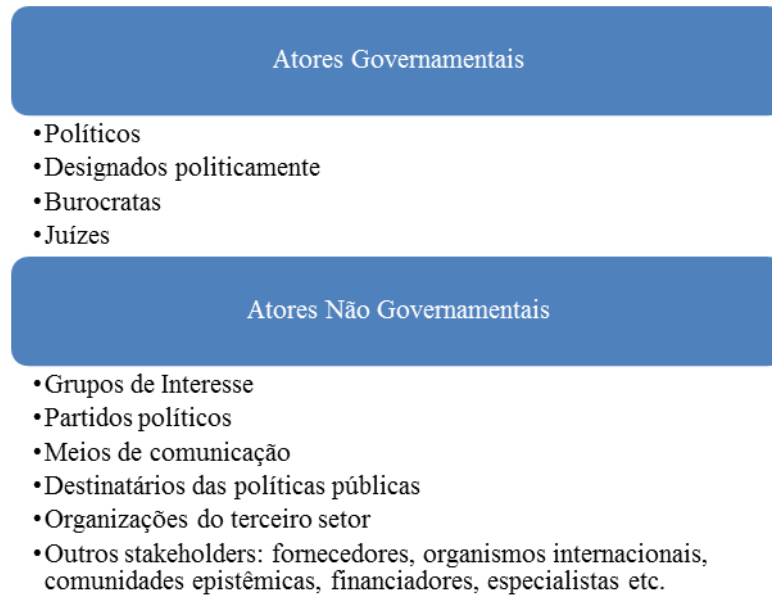 Atores Governamentais
•Políticos
•Designados politicamente
•Burocratas
•Juízes
Atores Não Governamentais
•Grupos de Interesse
•Partidos políticos
•Meios de comunicação
•Destinatários das políticas públicas
•Organizações do terceiro setor
•Outros stakeholders: fornecedores, organismos internacionais,
comunidades epistêmicas, financiadores, especialistas etc.